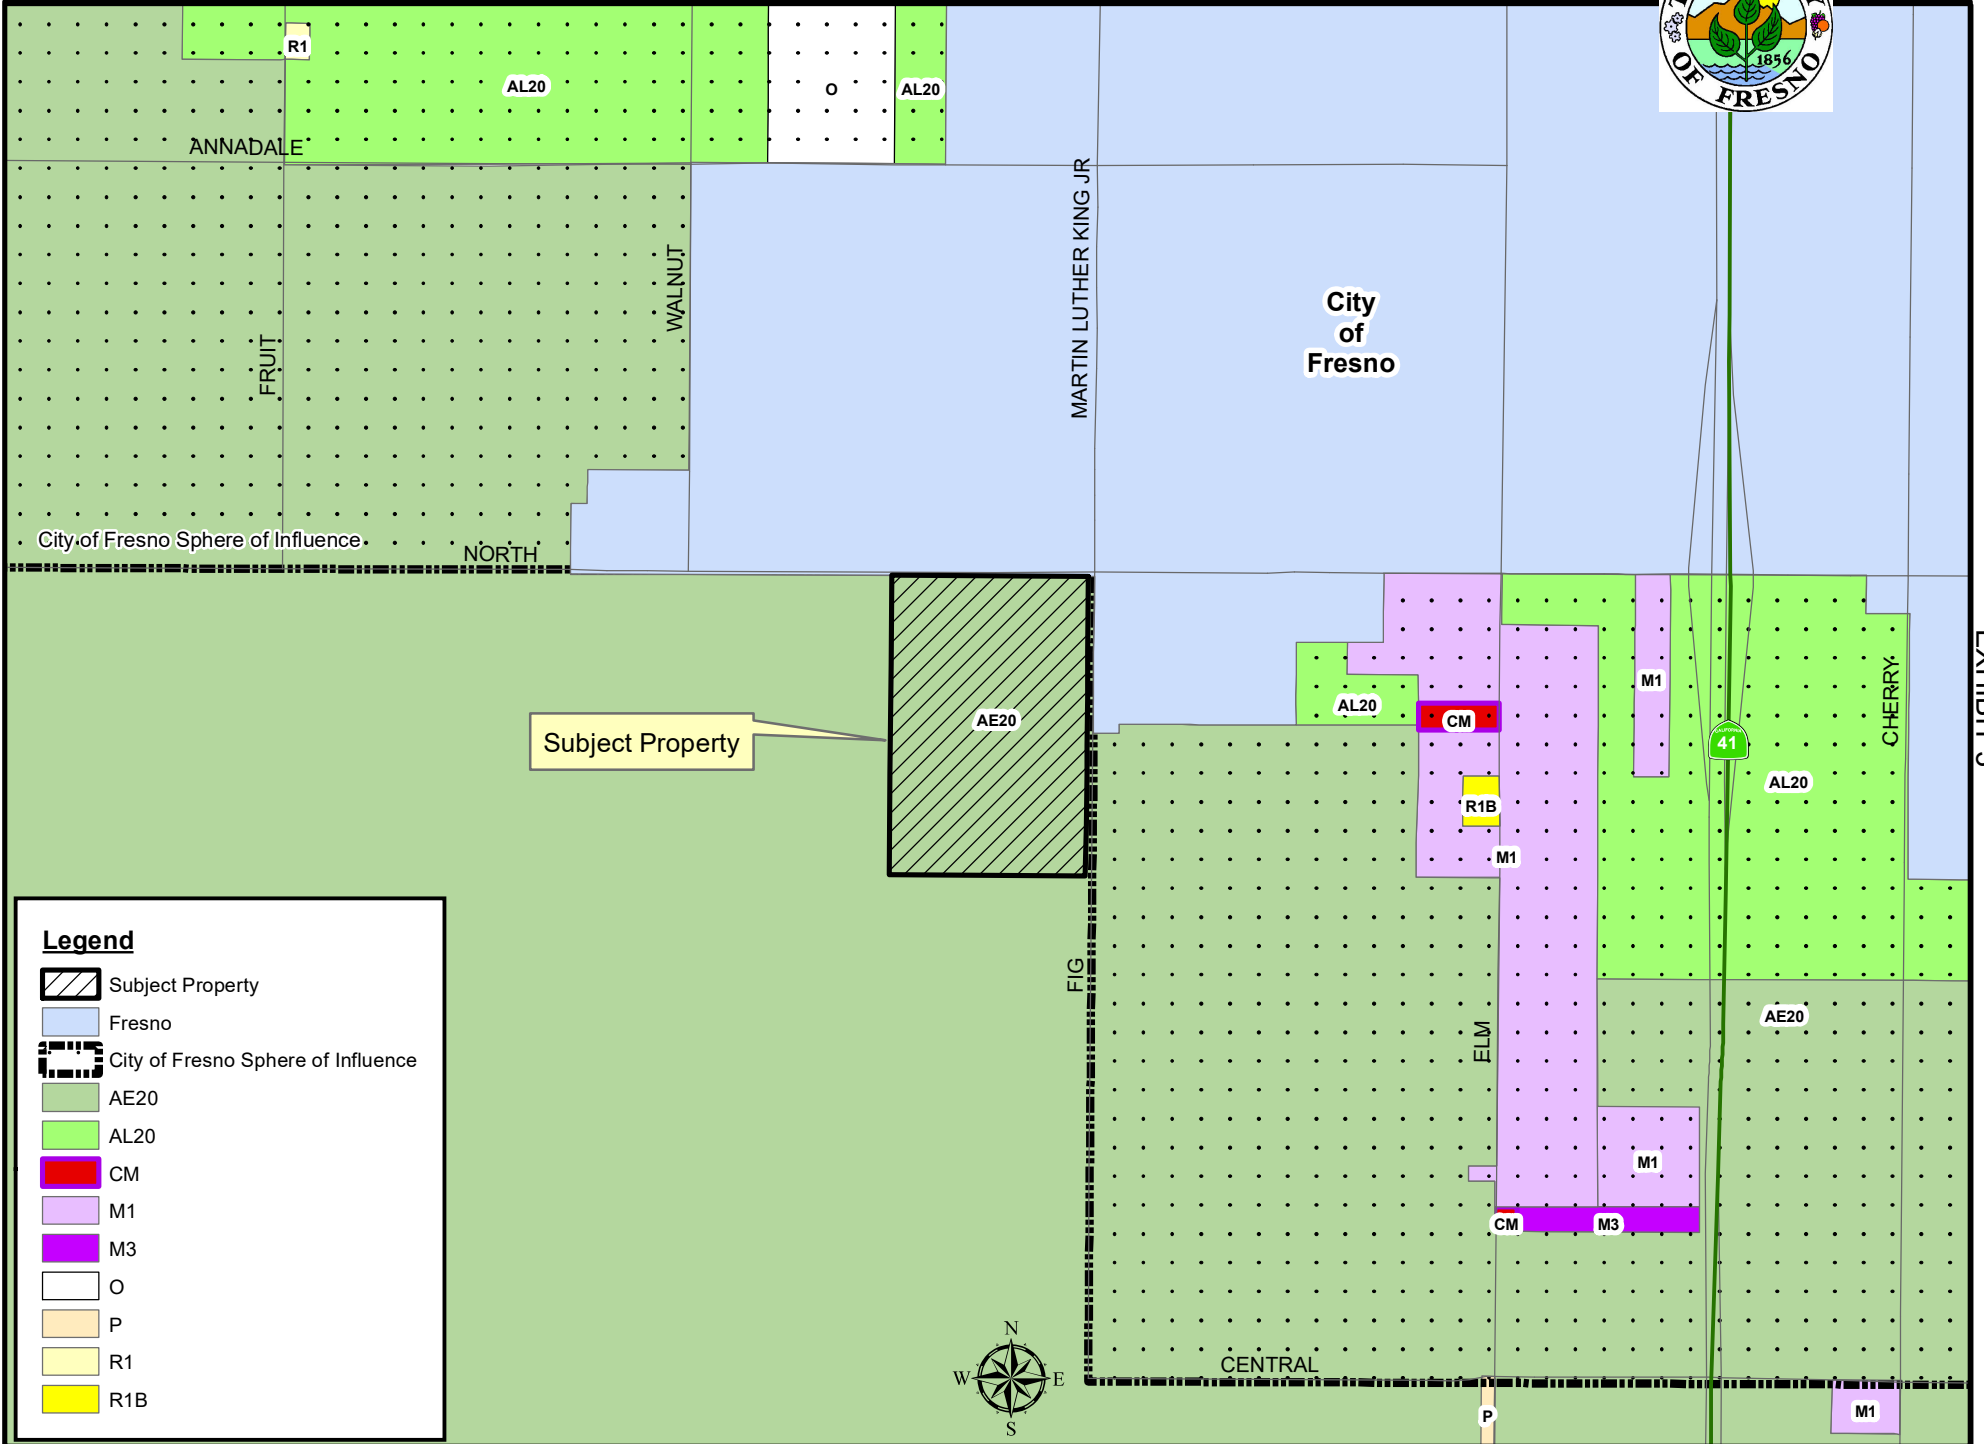 R1
AL20
O
AL20
1856
OF FRESNO
ANNADALE
MARTIN LUTHER KING JR
WALNUT
FRUIT
City
of
Fresno
City of Fresno Sphere of Influence
NORTH
AE20
Subject Property
AL20
CM
M1
CHERRY
CALIFORNIA
41
AL20
R1B
M1
FIG
ELM
AE20
M1
CM
M3
CENTRAL
P
M1
N
W
E
S
Legend
Subject Property
Fresno
City of Fresno Sphere of Influence
AE20
AL20
CM
M1
M3
O
P
R1
R1B